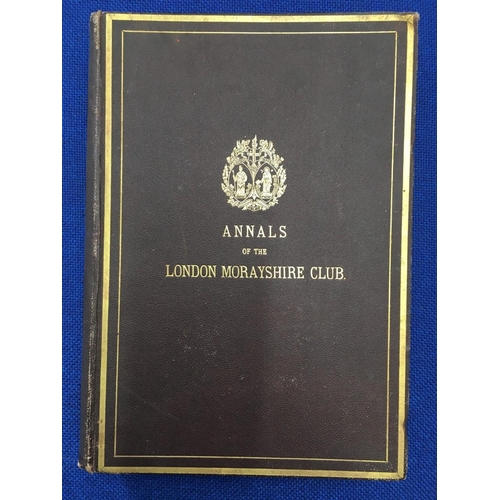 ANNALS
OF THE
LONDON MORAYSHIRE CLUB.